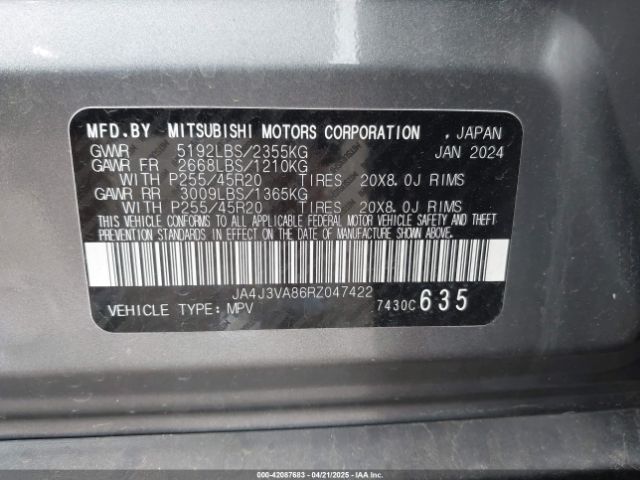 MFD.BY MITSUBISHI MOTORS CORPORATION , JAPAN
GVWR 5192LBS/2355KG JAN 2024
GAWR FR 2668LBS/1210KG
WITH P255/45R20 TIRES 20X8.0J RIMS
GAWR RR 3009LBS/1365KG
WITH P255/45R20 TIRES 20X8.0J RIMS
THIS VEHICLE CONFORMS TO ALL APPLICABLE FEDERAL MOTOR VEHICLE SAFETY AND THEFT
PREVENTION STANDARDS IN EFFECT ON THE DATE OF MANUFACTURE SHOWN ABOVE.
JA4J3VA86RZ047422
VEHICLE TYPE: MPV 7430C 635
000-42087683 - 04/21/2025 - IAAI.com